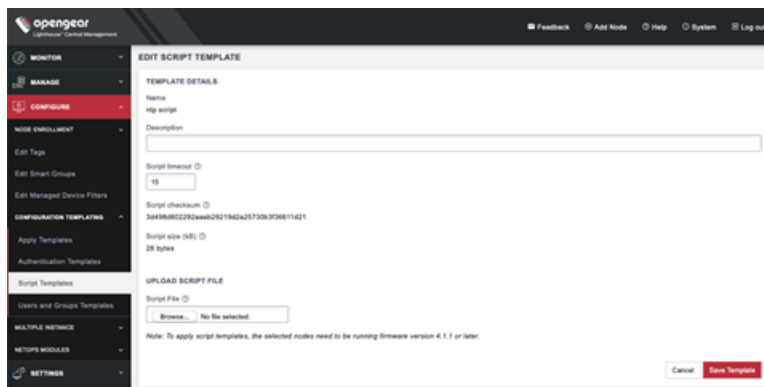 opengear
Lighthouse® Central Management
Feedback
Add Node
Help
System
Log ou
MONITOR
MANAGE
CONFIGURE
NODE ENROLLMENT
Edit Tags
Edit Smart Groups
Edit Managed Device Filters
CONFIGURATION TEMPLATING
Apply Templates
Authentication Templates
Script Templates
Users and Groups Templates
MULTIPLE INSTANCE
NETOPS MODULES
SETTINGS
EDIT SCRIPT TEMPLATE
TEMPLATE DETAILS
Name
ntp script
Description
Script timeout
15
Script checksum
Script size (kB)
28 bytes
UPLOAD SCRIPT FILE
Script File
Browse... No file selected.
Note: To apply script templates, the selected nodes need to be running firmware version 4.1.1 or later.
Cancel
Save Template